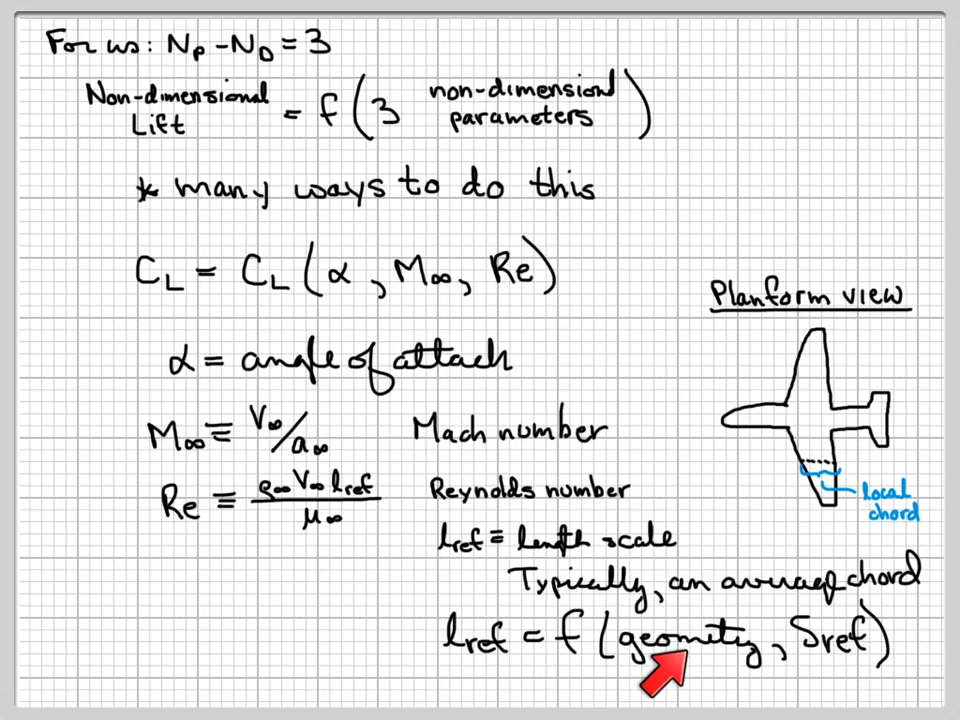 For us: Np - ND = 3
Non-dimensional Lift = f ( 3 non-dimensional parameters )
* many ways to do this
CL = CL ( α , M∞, Re )
Planform view
α = angle of attack
M∞ ≡ V∞/a∞ Mach number
Re ≡ ρ∞ V∞ lref / μ∞ Reynolds number
local
chord
lref ≡ length scale
Typically, an average chord
lref = f ( geometry, Sref )